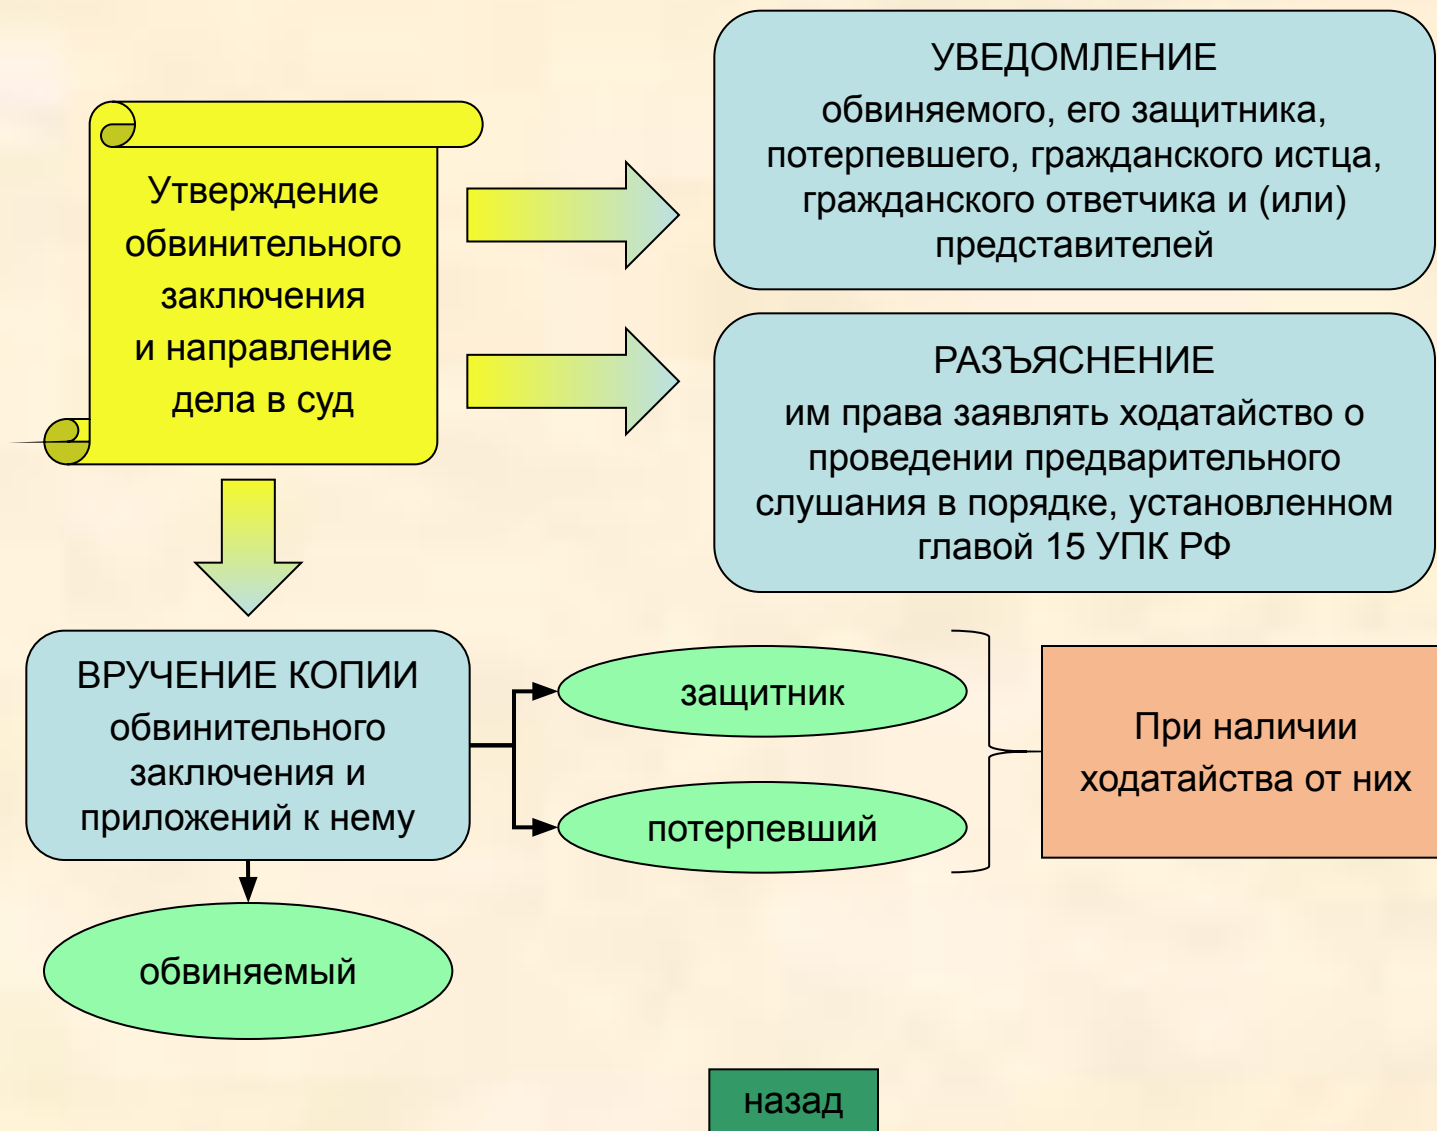 Утверждение
обвинительного
заключения
и направление
дела в суд
УВЕДОМЛЕНИЕ
обвиняемого, его защитника,
потерпевшего, гражданского истца,
гражданского ответчика и (или)
представителей
РАЗЪЯСНЕНИЕ
им права заявлять ходатайство о
проведении предварительного
слушания в порядке, установленном
главой 15 УПК РФ
ВРУЧЕНИЕ КОПИИ
обвинительного
заключения и
приложений к нему
защитник
потерпевший
При наличии
ходатайства от них
обвиняемый
назад